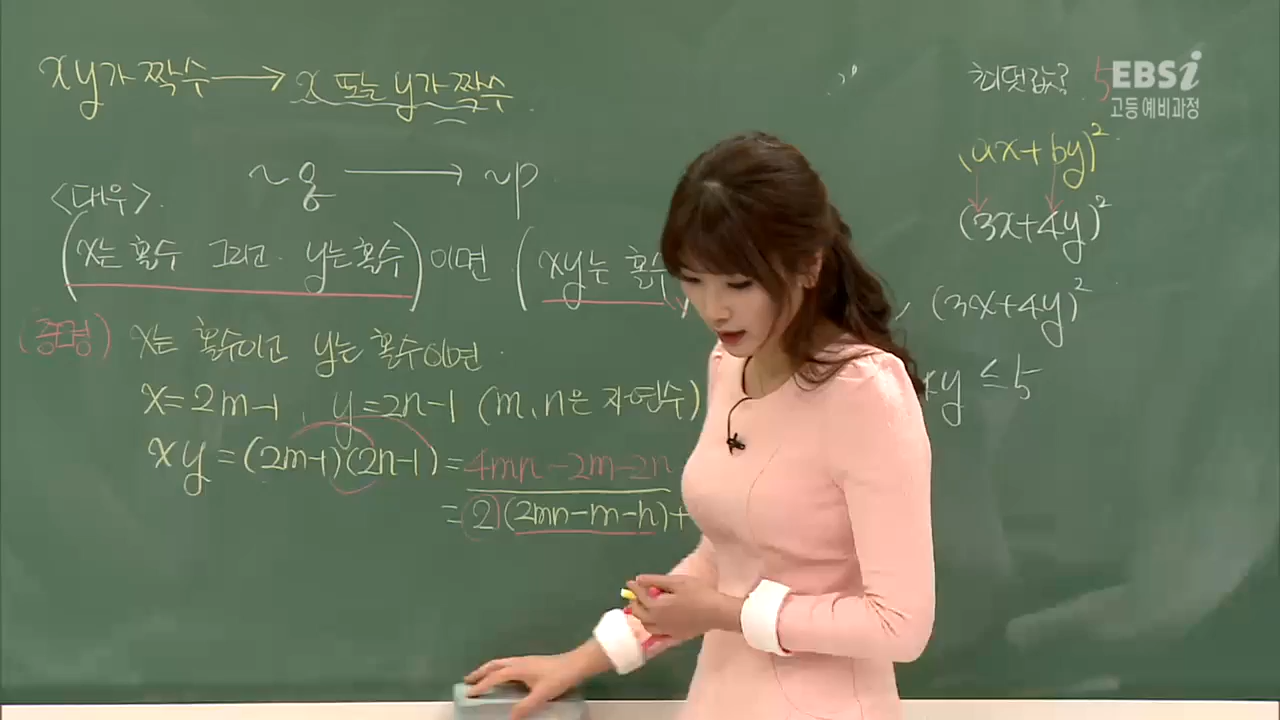 xy가 짝수 → x 또는 y가 짝수
~q → ~p
<대우>
(x는 홀수 그리고 y는 홀수) 이면 (xy는 홀수
(증명) x는 홀수이고 y는 홀수이면
x=2m-1, y=2n-1 (m, n은 자연수)
xy=(2m-1)(2n-1)=4mn-2m-2n
=2(2mn-m-n)+
최댓값? 5
(ax+by)²
(3x+4y)²
, (3x+4y)²
xy ≤ 5
EBSi
고등예비과정